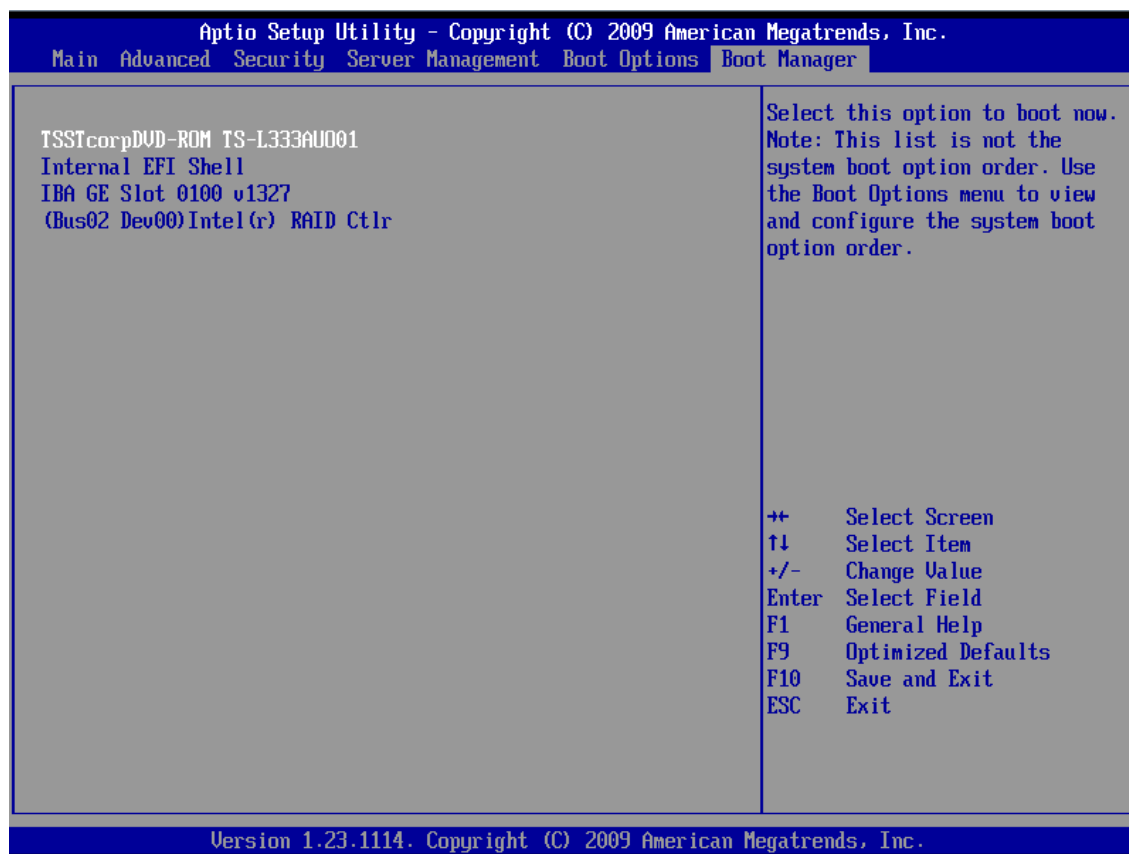 Aptio Setup Utility - Copyright (C) 2009 American Megatrends, Inc.
Main Advanced Security Server Management Boot Options Boot Manager
TSSTcorpDVD-ROM TS-L333AUO01
Internal EFI Shell
IBA GE Slot 0100 v1327
(Bus02 Dev00)Intel(r) RAID Ctlr
Select this option to boot now.
Note: This list is not the
system boot option order. Use
the Boot Options menu to view
and configure the system boot
option order.
→← Select Screen
↑↓ Select Item
+/- Change Value
Enter Select Field
F1 General Help
F9 Optimized Defaults
F10 Save and Exit
ESC Exit
Version 1.23.1114. Copyright (C) 2009 American Megatrends, Inc.